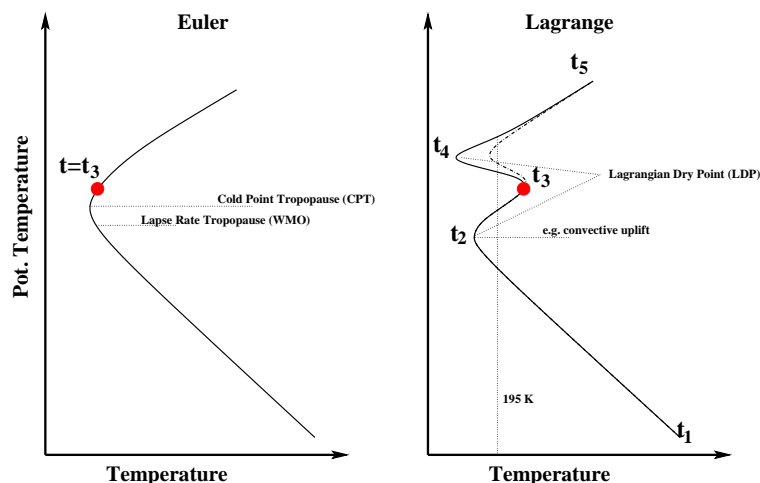 Euler
Pot. Temperature
t=t3
Cold Point Tropopause (CPT)
Lapse Rate Tropopause (WMO)
Temperature
Lagrange
t5
t4
t3
Lagrangian Dry Point (LDP)
t2
e.g. convective uplift
195 K
t1
Temperature